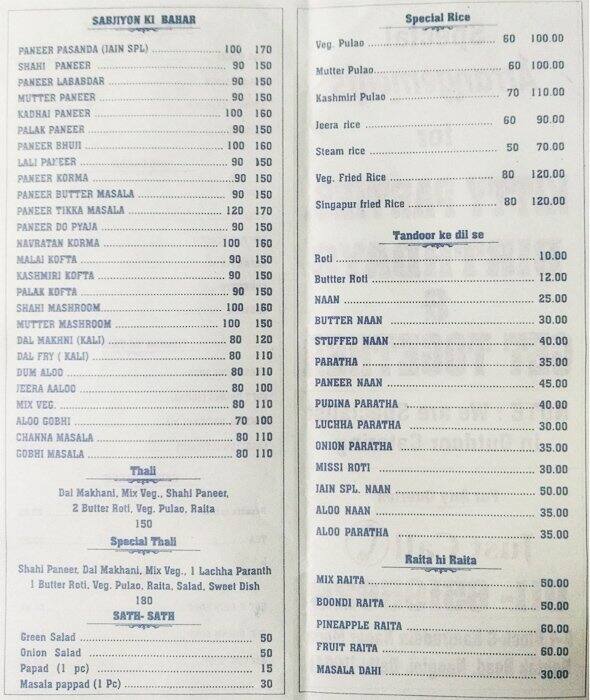 SABJIYON KI BAHAR
PANEER PASANDA (JAIN SPL) 100 170
SHAHI PANEER 90 150
PANEER LABABDAR 90 150
MUTTER PANEER 90 150
KADHAI PANEER 100 160
PALAK PANEER 90 150
PANEER BHUJI 100 160
LALI PANEER 90 150
PANEER KORMA 90 150
PANEER BUTTER MASALA 90 150
PANEER TIKKA MASALA 120 170
PANEER DO PYAJA 90 150
NAVRATAN KORMA 100 160
MALAI KOFTA 90 150
KASHMIRI KOFTA 90 150
PALAK KOFTA 90 150
SHAHI MASHROOM 100 160
MUTTER MASHROOM 100 150
DAL MAKHNI (KALI) 80 120
DAL FRY ( KALI) 80 110
DUM ALOO 80 110
JEERA AALOO 80 100
MIX VEG. 80 110
ALOO GOBHI 70 100
CHANNA MASALA 80 110
GOBHI MASALA 80 110
Thali
Dal Makhani, Mix Veg., Shahi Paneer,
2 Butter Roti, Veg. Pulao, Raita
150
Special Thali
Shahi Paneer, Dal Makhani, Mix Veg., 1 Lachha Paranth
1 Butter Roti, Veg. Pulao, Raita, Salad, Sweet Dish
180
SATH- SATH
Green Salad 50
Onion Salad 50
Papad (1 pc) 15
Masala pappad (1 Pc) 30
Special Rice
Veg. Pulao 60 100.00
Mutter Pulao 60 100.00
Kashmiri Pulao 70 110.00
Jeera rice 60 90.00
Steam rice 50 70.00
Veg. Fried Rice 80 120.00
Singapur fried Rice 80 120.00
Tandoor ke dil se
Roti 10.00
Buttter Roti 12.00
NAAN 25.00
BUTTER NAAN 30.00
STUFFED NAAN 40.00
PARATHA 35.00
PANEER NAAN 45.00
PUDINA PARATHA 40.00
LUCHHA PARATHA 30.00
ONION PARATHA 35.00
MISSI ROTI 30.00
JAIN SPL. NAAN 50.00
ALOO NAAN 35.00
ALOO PARATHA 35.00
Raita hi Raita
MIX RAITA 50.00
BOONDI RAITA 50.00
PINEAPPLE RAITA 60.00
FRUIT RAITA 60.00
MASALA DAHI 30.00